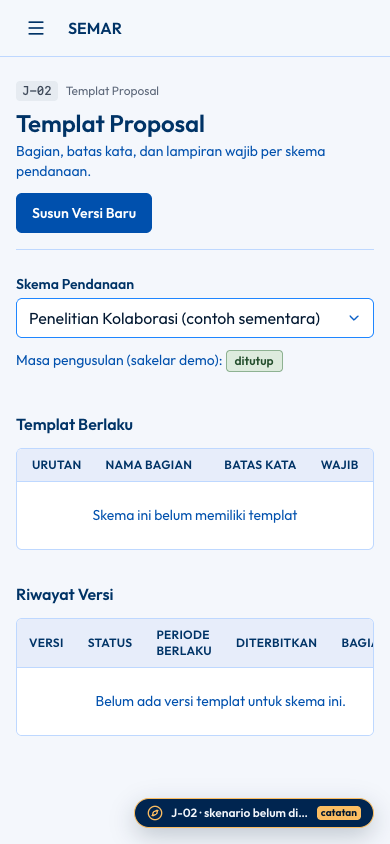 SEMAR
J-02 Templat Proposal
Templat Proposal
Bagian, batas kata, dan lampiran wajib per skema
pendanaan.
Susun Versi Baru
Skema Pendanaan
Penelitian Kolaborasi (contoh sementara)
Masa pengusulan (sakelar demo): ditutup
Templat Berlaku
URUTAN NAMA BAGIAN BATAS KATA WAJIB
Skema ini belum memiliki templat
Riwayat Versi
VERSI STATUS PERIODE BERLAKU DITERBITKAN BAGIA
Belum ada versi templat untuk skema ini.
J-02 · skenario belum di... catatan